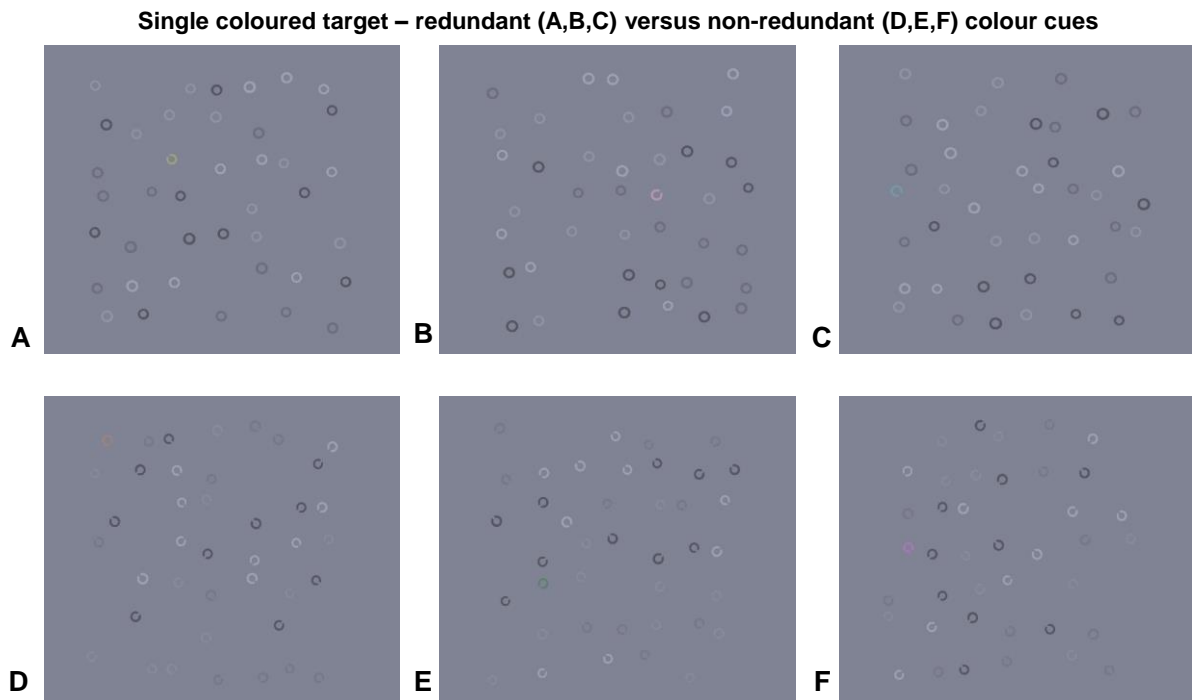 Single coloured target – redundant (A,B,C) versus non-redundant (D,E,F) colour cues
A
B
C
D
E
F